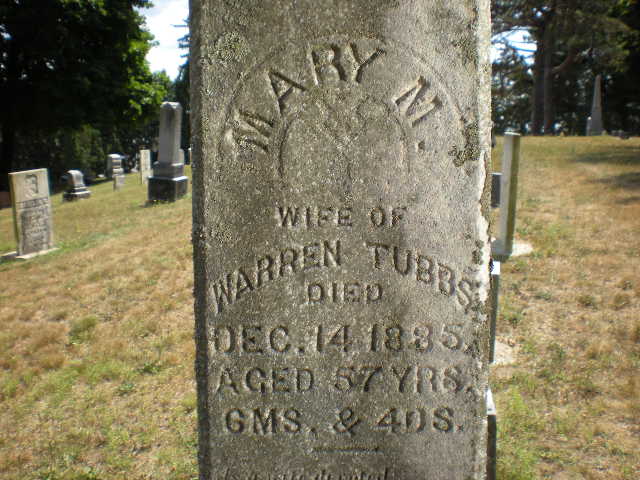 MARY M.
WIFE OF
WARREN TUBBS,
DIED
DEC. 14 1885.
AGED 57 YRS.
6 MS. & 4 DS.